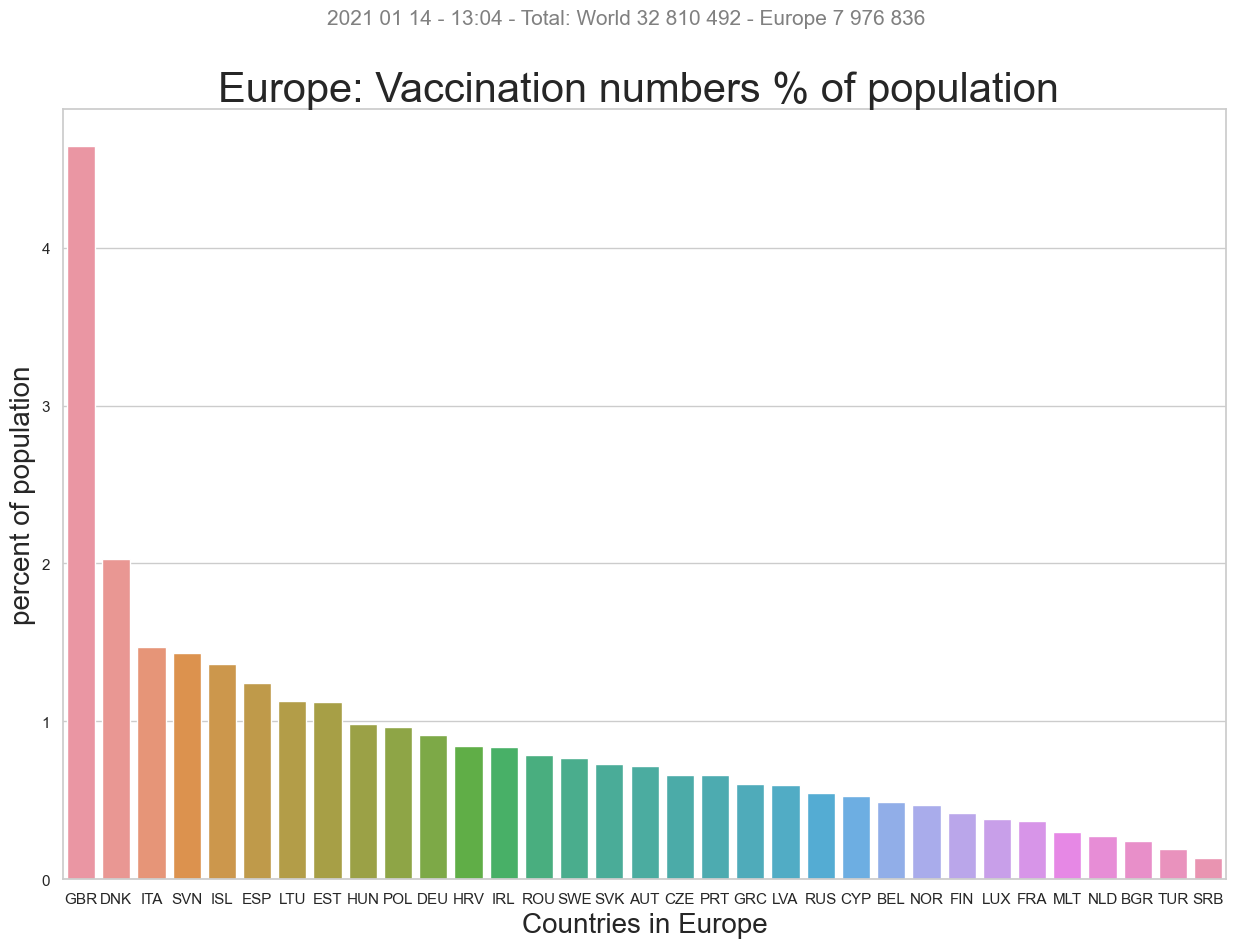 2021 01 14 - 13:04 - Total: World 32 810 492 - Europe 7 976 836
Europe: Vaccination numbers % of population
percent of population
4
3
2
1
0
GBR DNK ITA SVN ISL ESP LTU EST HUN POL DEU HRV IRL ROU SWE SVK AUT CZE PRT GRC LVA RUS CYP BEL NOR FIN LUX FRA MLT NLD BGR TUR SRB
Countries in Europe